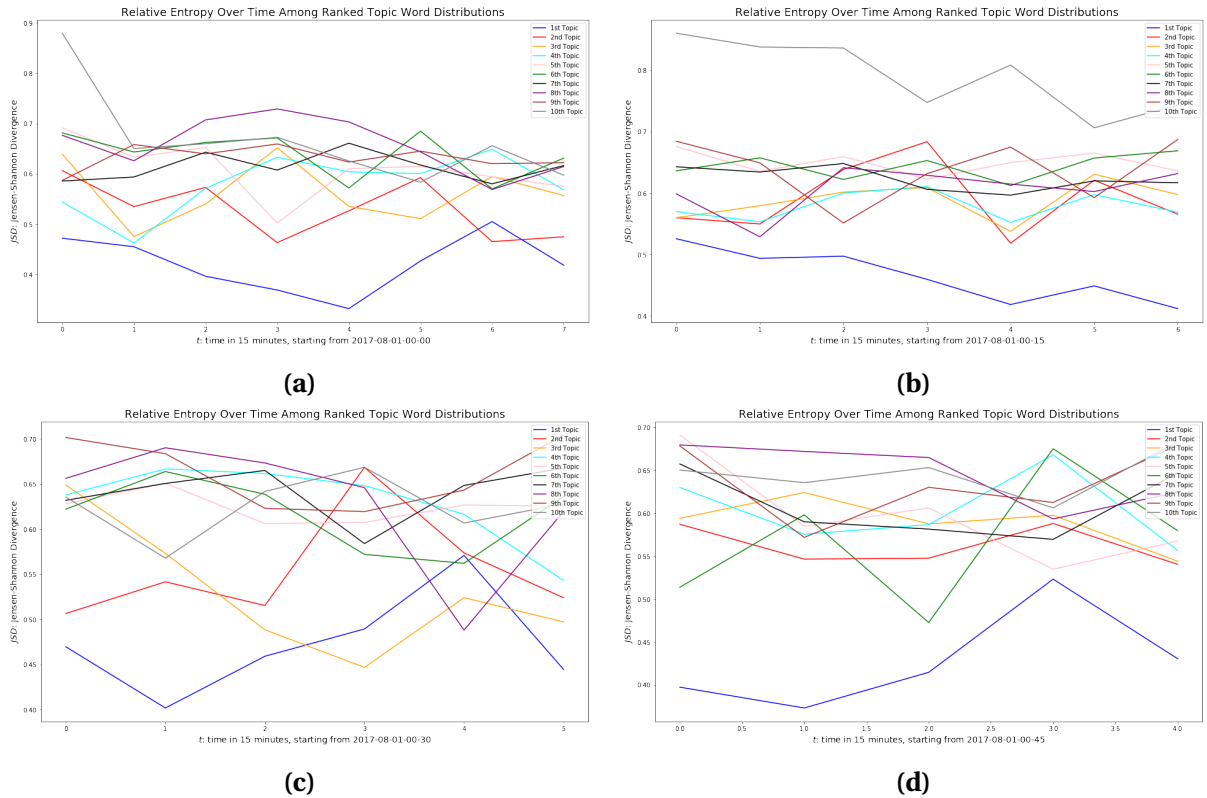 Relative Entropy Over Time Among Ranked Topic Word Distributions
0.9
0.8
0.7
0.6
0.5
0.4
JSD: Jensen-Shannon Divergence
1st Topic
2nd Topic
3rd Topic
4th Topic
5th Topic
6th Topic
7th Topic
8th Topic
9th Topic
10th Topic
0 1 2 3 4 5 6 7
t: time in 15 minutes, starting from 2017-08-01-00-00
(a)
Relative Entropy Over Time Among Ranked Topic Word Distributions
0.8
0.7
0.6
0.5
0.4
JSD: Jensen-Shannon Divergence
1st Topic
2nd Topic
3rd Topic
4th Topic
5th Topic
6th Topic
7th Topic
8th Topic
9th Topic
10th Topic
0 1 2 3 4 5 6
t: time in 15 minutes, starting from 2017-08-01-00-15
(b)
Relative Entropy Over Time Among Ranked Topic Word Distributions
0.70
0.65
0.60
0.55
0.50
0.45
0.40
JSD: Jensen-Shannon Divergence
1st Topic
2nd Topic
3rd Topic
4th Topic
5th Topic
6th Topic
7th Topic
8th Topic
9th Topic
10th Topic
0 1 2 3 4 5
t: time in 15 minutes, starting from 2017-08-01-00-30
(c)
Relative Entropy Over Time Among Ranked Topic Word Distributions
0.70
0.65
0.60
0.55
0.50
0.45
0.40
JSD: Jensen-Shannon Divergence
1st Topic
2nd Topic
3rd Topic
4th Topic
5th Topic
6th Topic
7th Topic
8th Topic
9th Topic
10th Topic
0.0 0.5 1.0 1.5 2.0 2.5 3.0 3.5 4.0
t: time in 15 minutes, starting from 2017-08-01-00-45
(d)